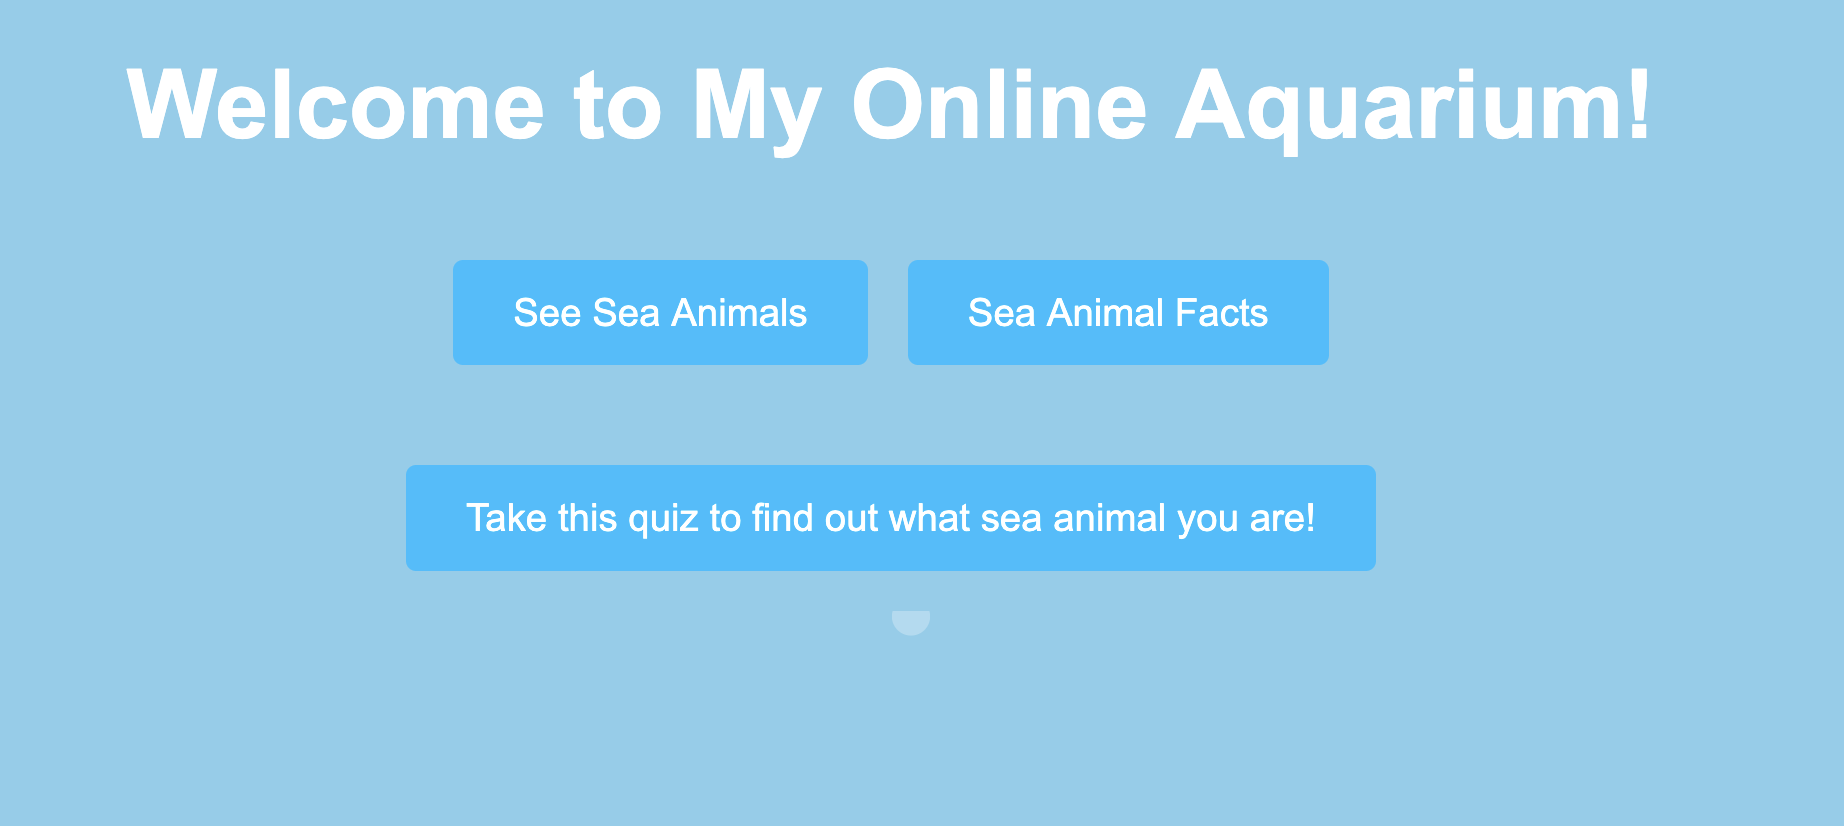 Welcome to My Online Aquarium!
See Sea Animals
Sea Animal Facts
Take this quiz to find out what sea animal you are!